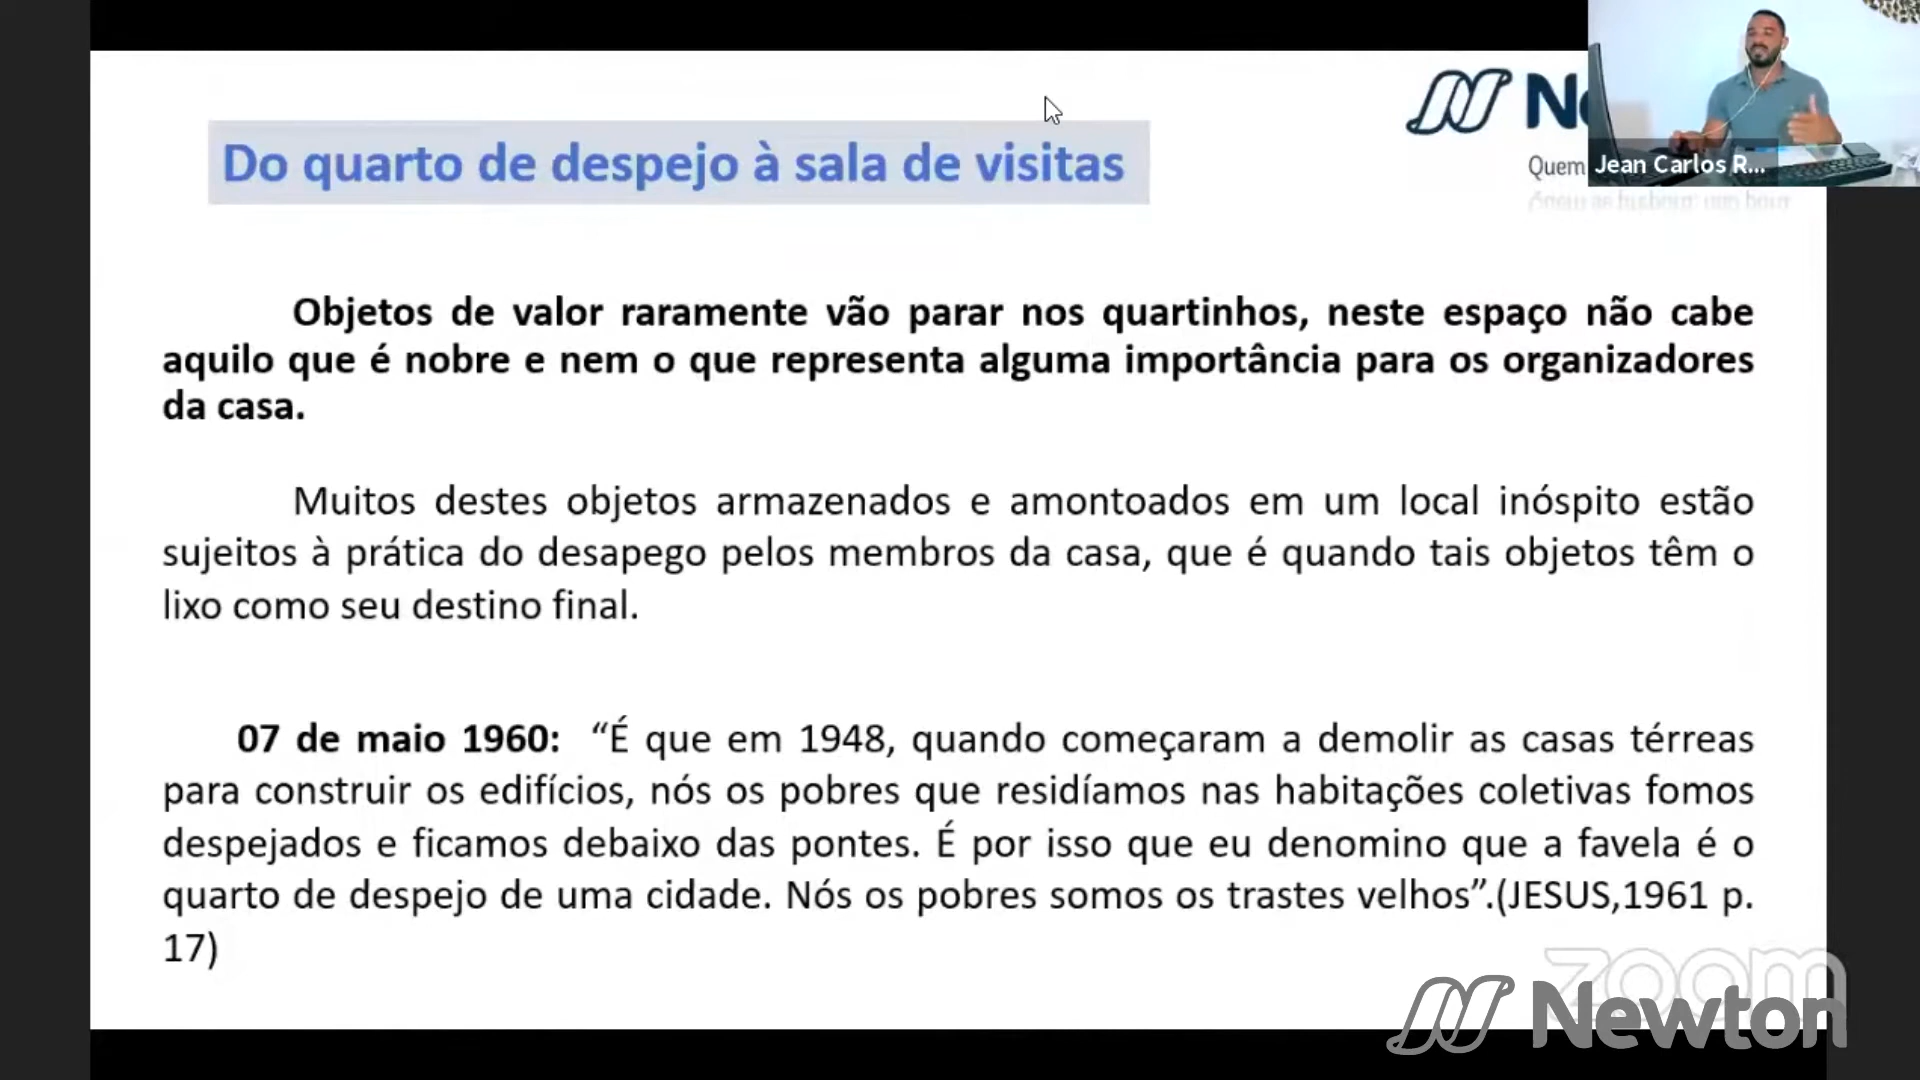 Do quarto de despejo à sala de visitas
Quem
Jean Carlos R...
Objetos de valor raramente vão parar nos quartinhos, neste espaço não cabe
aquilo que é nobre e nem o que representa alguma importância para os organizadores
da casa.
Muitos destes objetos armazenados e amontoados em um local inóspito estão
sujeitos à prática do desapego pelos membros da casa, que é quando tais objetos têm o
lixo como seu destino final.
07 de maio 1960: “É que em 1948, quando começaram a demolir as casas térreas
para construir os edifícios, nós os pobres que residíamos nas habitações coletivas fomos
despejados e ficamos debaixo das pontes. É por isso que eu denomino que a favela é o
quarto de despejo de uma cidade. Nós os pobres somos os trastes velhos”.(JESUS,1961 p.
17)
zoom
Newton